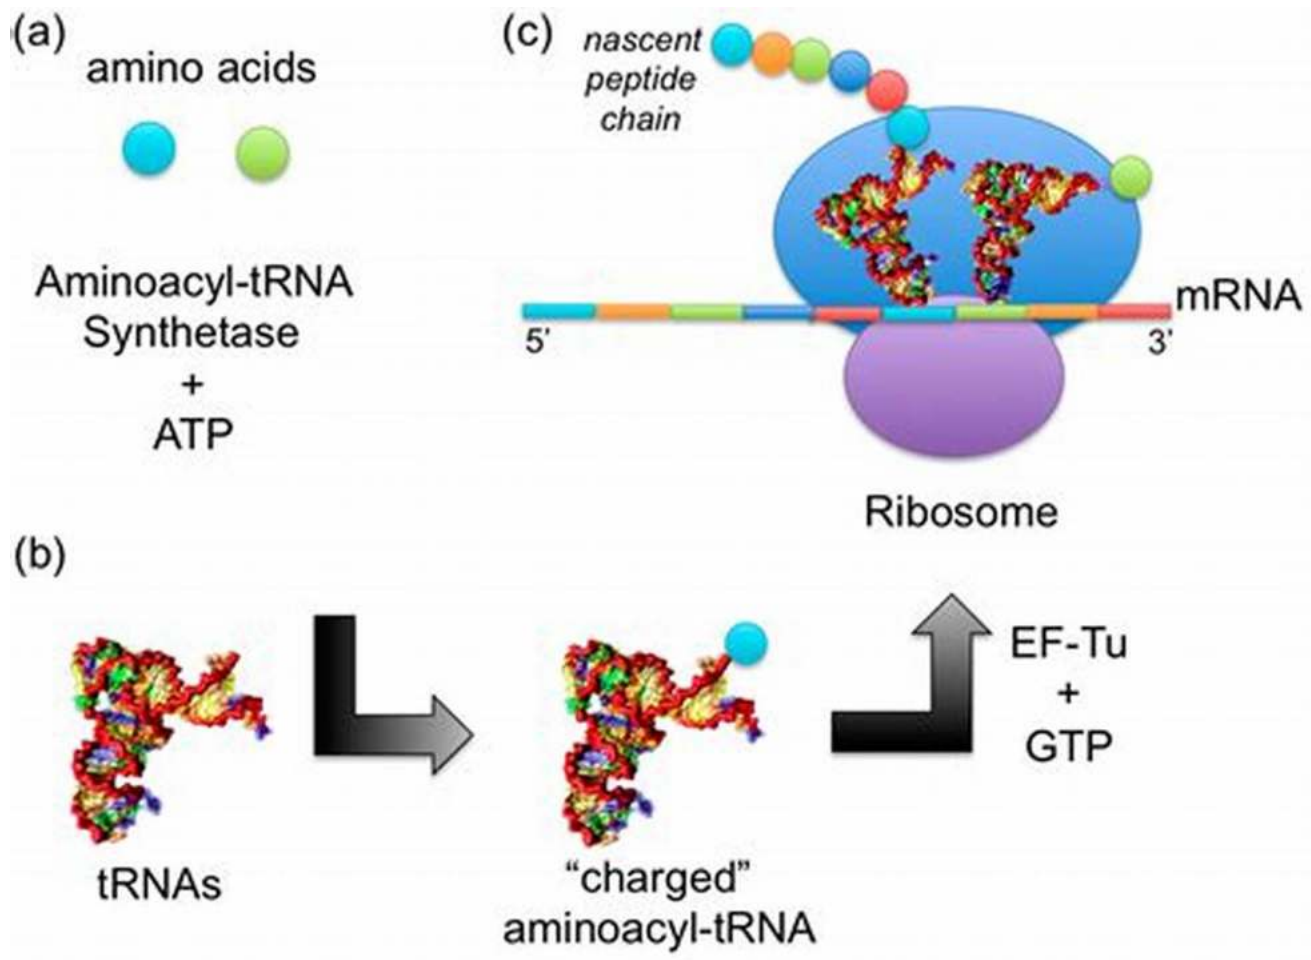 (a)
amino acids
Aminoacyl-tRNA
Synthetase
+
ATP
(c)
nascent
peptide
chain
mRNA
5’
3’
Ribosome
(b)
tRNAs
“charged”
aminoacyl-tRNA
EF-Tu
+
GTP